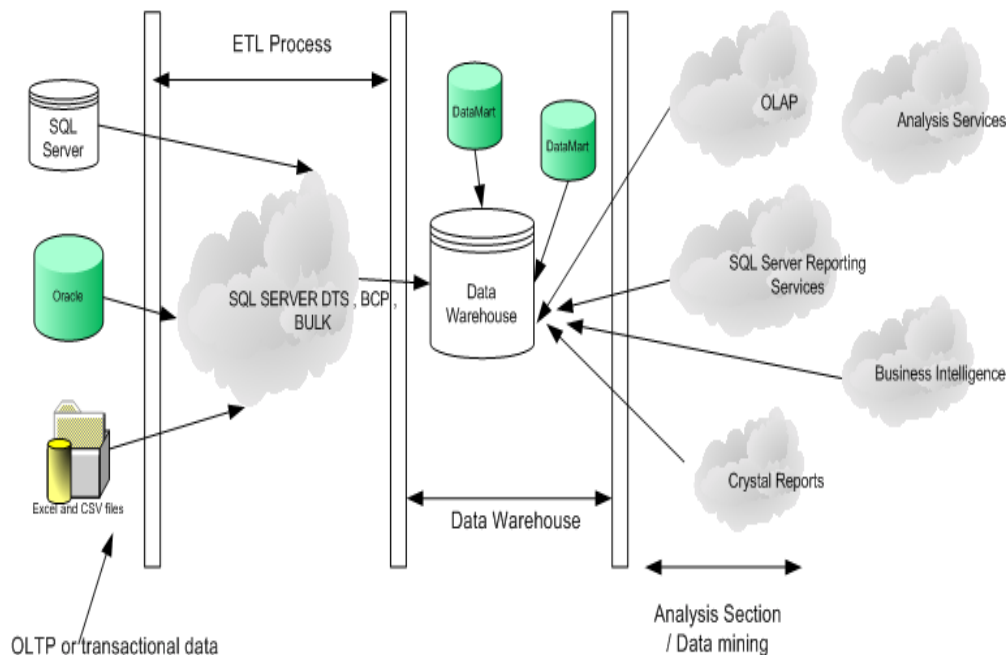 ETL Process
SQL
Server
DataMart
DataMart
OLAP
Analysis Services
Oracle
SQL SERVER DTS , BCP ,
BULK
Data
Warehouse
SQL Server Reporting
Services
Business Intelligence
Excel and CSV files
Crystal Reports
Data Warehouse
Analysis Section
/ Data mining
OLTP or transactional data